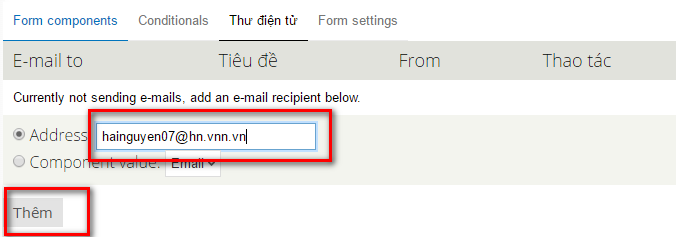 Form components Conditionals Thư điện tử Form settings
E-mail to Tiêu đề From Thao tác
Currently not sending e-mails, add an e-mail recipient below.
Address hainguyen07@hn.vnn.vn
Component value: Email
Thêm